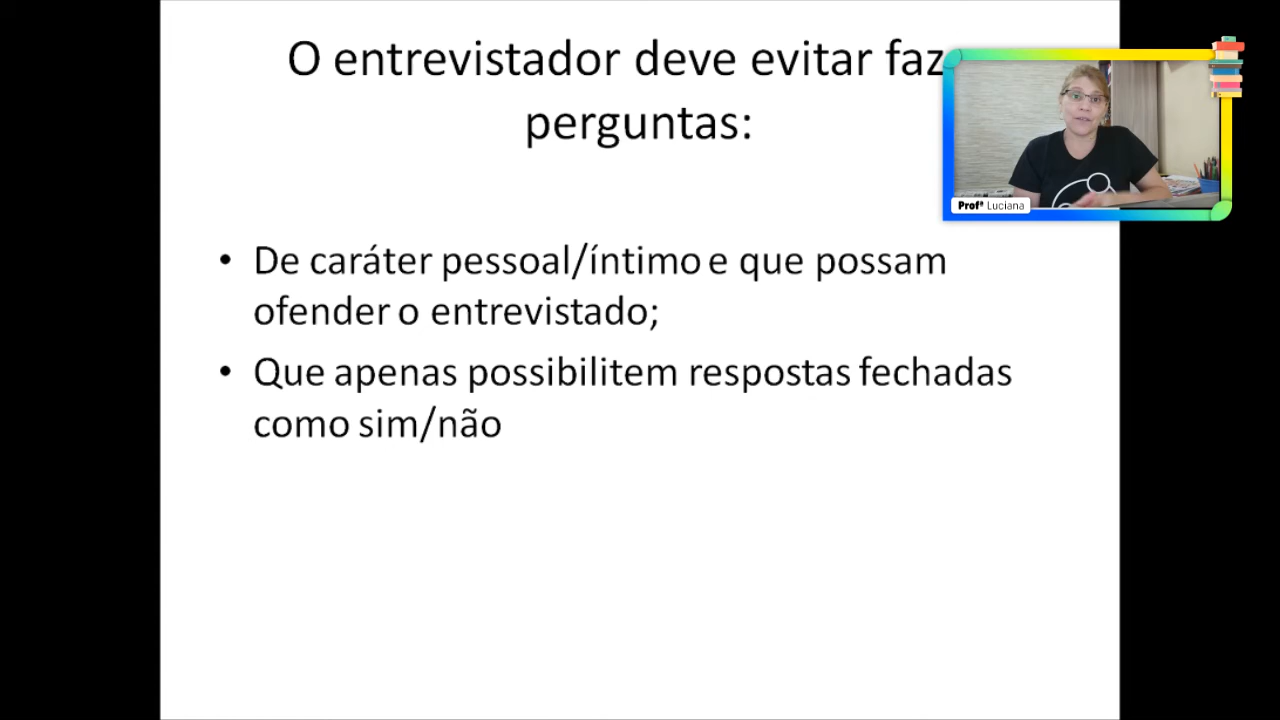 O entrevistador deve evitar faz
perguntas:
Profª Luciana
De caráter pessoal/íntimo e que possam
ofender o entrevistado;
Que apenas possibilitem respostas fechadas
como sim/não